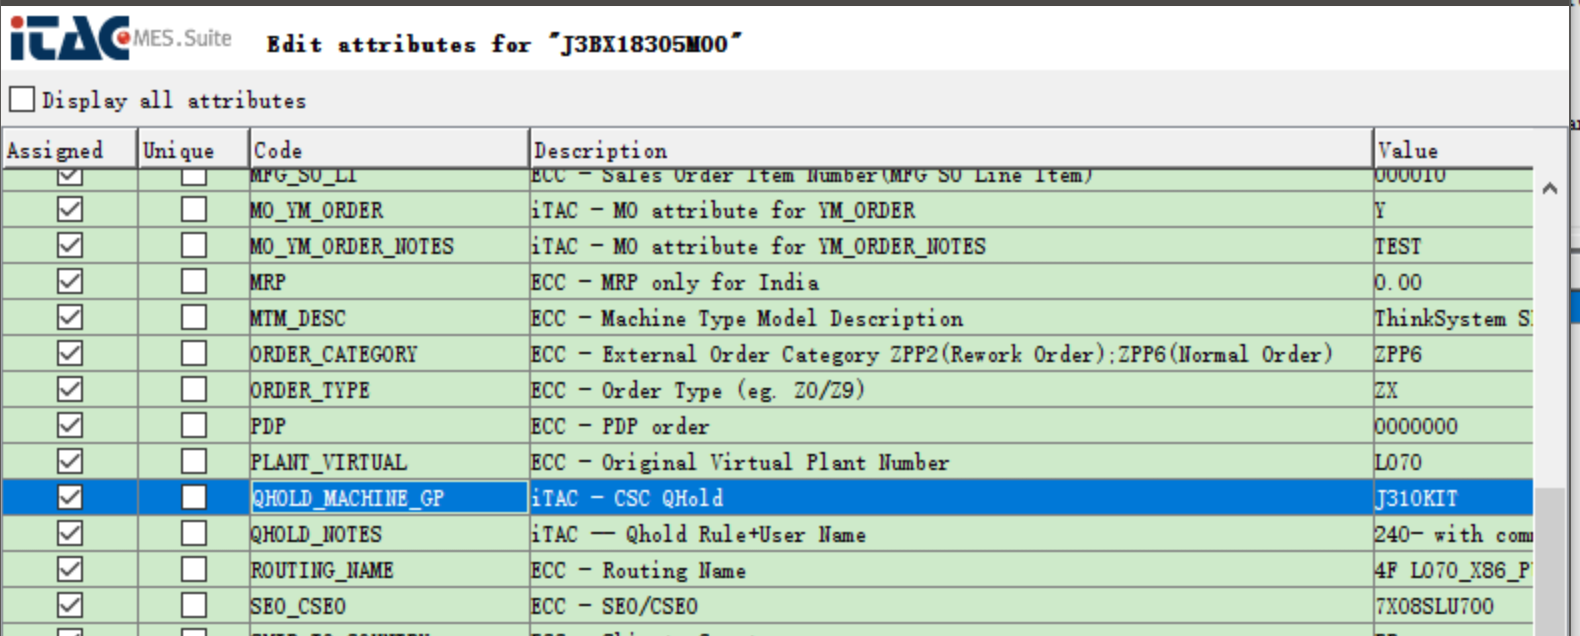 iTAC MES.Suite Edit attributes for "J3BX18305M00"
Display all attributes
Assigned Unique Code Description Value
MFG_SO_LI ECC - Sales Order Item Number(MFG SO Line Item) 000010
MO_YM_ORDER iTAC - MO attribute for YM_ORDER Y
MO_YM_ORDER_NOTES iTAC - MO attribute for YM_ORDER_NOTES TEST
MRP ECC - MRP only for India 0.00
MTM_DESC ECC - Machine Type Model Description ThinkSystem S
ORDER_CATEGORY ECC - External Order Category ZPP2(Rework Order);ZPP6(Normal Order) ZPP6
ORDER_TYPE ECC - Order Type (eg. Z0/Z9) ZX
PDP ECC - PDP order 0000000
PLANT_VIRTUAL ECC - Original Virtual Plant Number L070
QHOLD_MACHINE_GP iTAC - CSC QHold J310KIT
QHOLD_NOTES iTAC -- Qhold Rule+User Name 240- with com
ROUTING_NAME ECC - Routing Name 4F L070_X86_P
SEO_CSEO ECC - SEO/CSEO 7X08SLU700